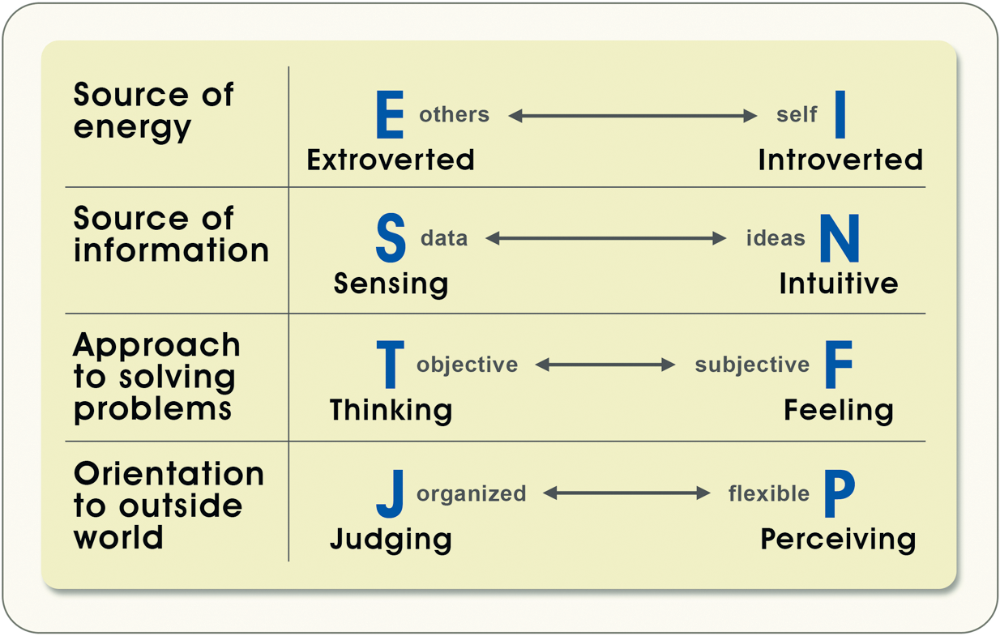 Source of
energy
E others self I
Extroverted Introverted
Source of
information
S data ideas N
Sensing Intuitive
Approach
to solving
problems
T objective subjective F
Thinking Feeling
Orientation
to outside
world
J organized flexible P
Judging Perceiving